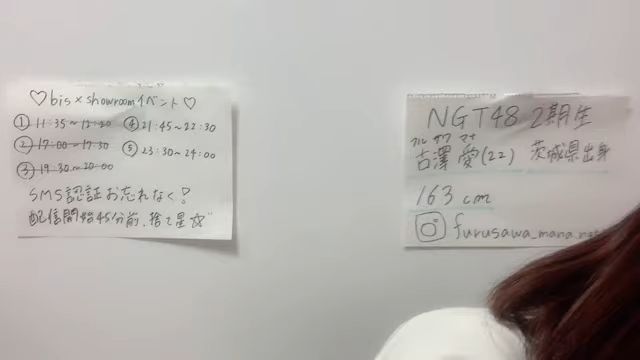 ♡bis×showroomイベント♡
① 11:35~12:20 ④ 21:45~22:30
② 17:00~17:30 ⑤ 23:30~24:00
③ 19:30~20:00
SMS認証お忘れなく!
配信開始45分前、捨て星☆
NGT48 2期生
フル サワ マナ
古澤 愛(22) 茨城県出身
163cm
furusawa_mana.ngt